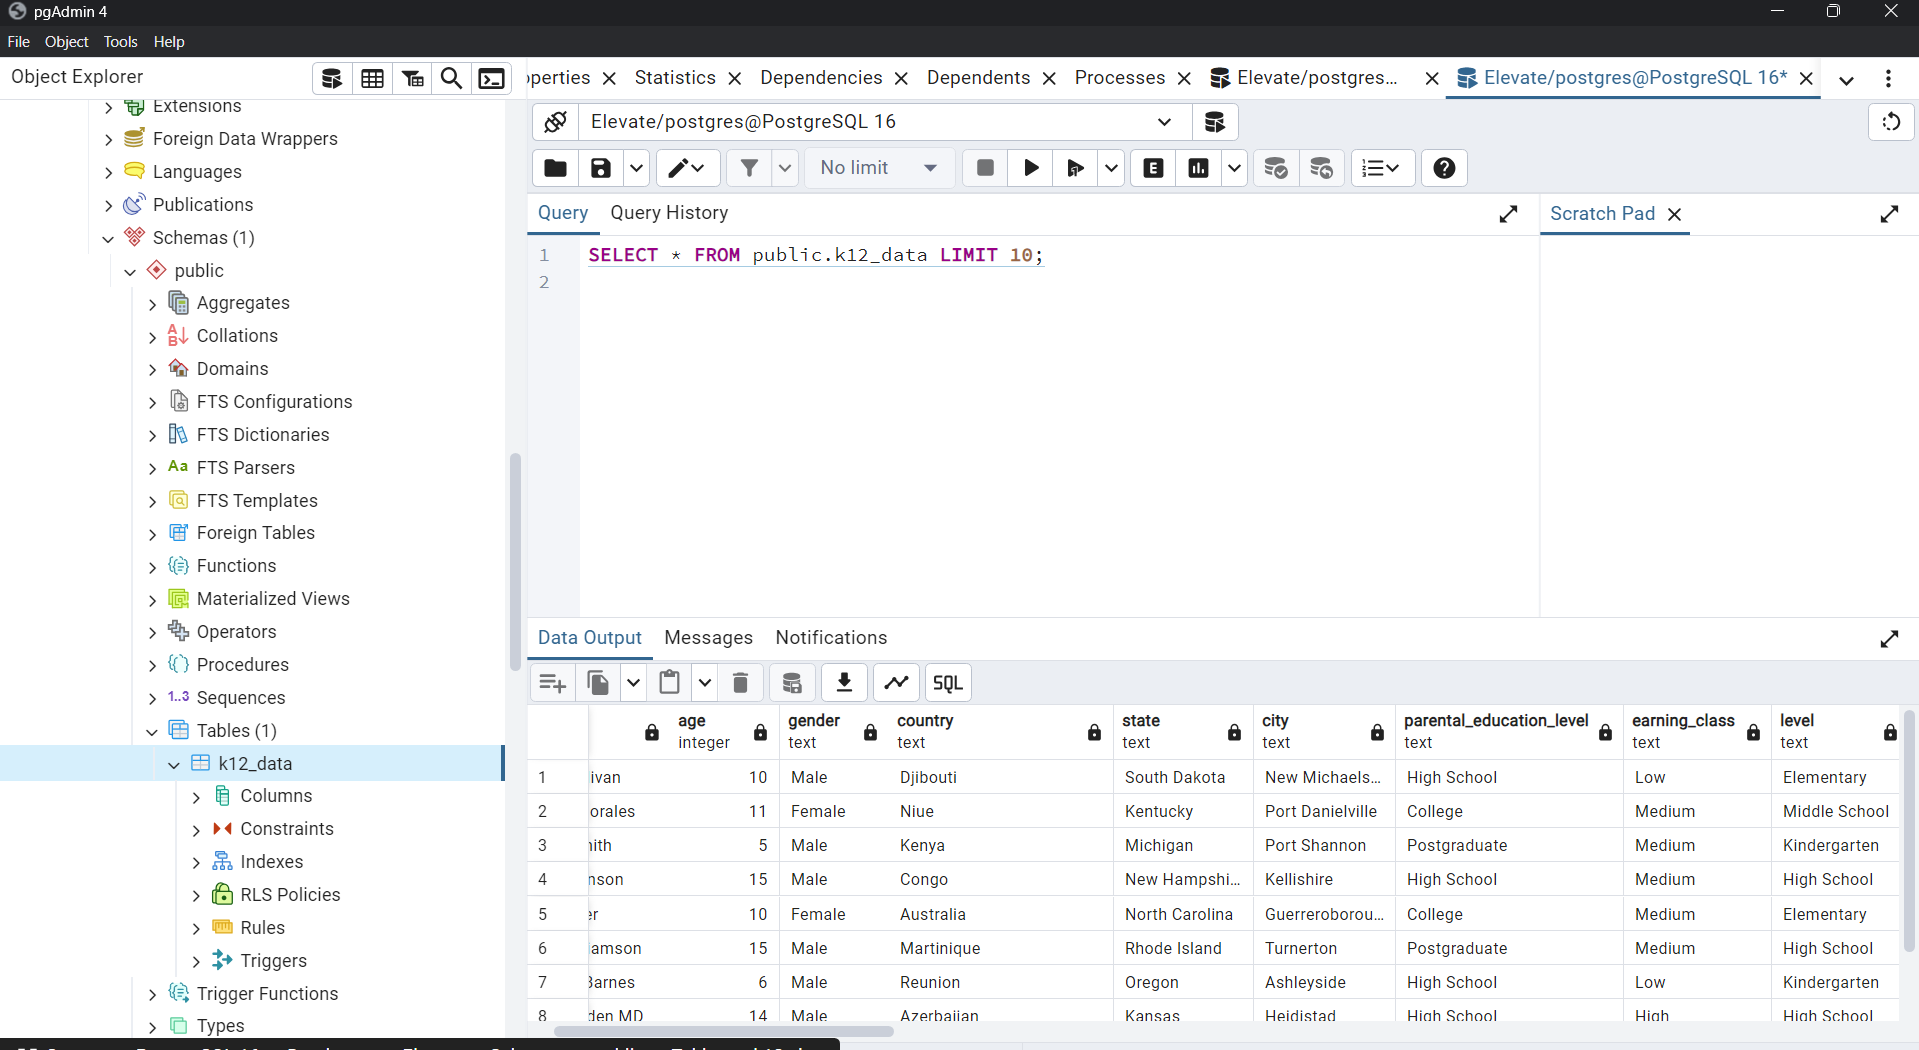 pgAdmin 4
File Object Tools Help
Object Explorer
perties Statistics Dependencies Dependents Processes Elevate/postgres... Elevate/postgres@PostgreSQL 16*
Extensions
Foreign Data Wrappers
Languages
Publications
Schemas (1)
public
Aggregates
Collations
Domains
FTS Configurations
FTS Dictionaries
Aa FTS Parsers
FTS Templates
Foreign Tables
Functions
Materialized Views
Operators
Procedures
1..3 Sequences
Tables (1)
k12_data
Columns
Constraints
Indexes
RLS Policies
Rules
Triggers
Trigger Functions
Types
Elevate/postgres@PostgreSQL 16
No limit E
Query Query History
Scratch Pad
1 SELECT * FROM public.k12_data LIMIT 10;
2
Data Output Messages Notifications
SQL
age gender country state city parental_education_level earning_class level
integer text text text text text text text
1 ivan 10 Male Djibouti South Dakota New Michaels... High School Low Elementary
2 orales 11 Female Niue Kentucky Port Danielville College Medium Middle School
3 ith 5 Male Kenya Michigan Port Shannon Postgraduate Medium Kindergarten
4 nson 15 Male Congo New Hampshi... Kellishire High School Medium High School
5 er 10 Female Australia North Carolina Guerreroborou... College Medium Elementary
6 amson 15 Male Martinique Rhode Island Turnerton Postgraduate Medium High School
7 Barnes 6 Male Reunion Oregon Ashleyside High School Low Kindergarten
8 den MD 14 Male Azerbaijan Kansas Heidistad High School High High School